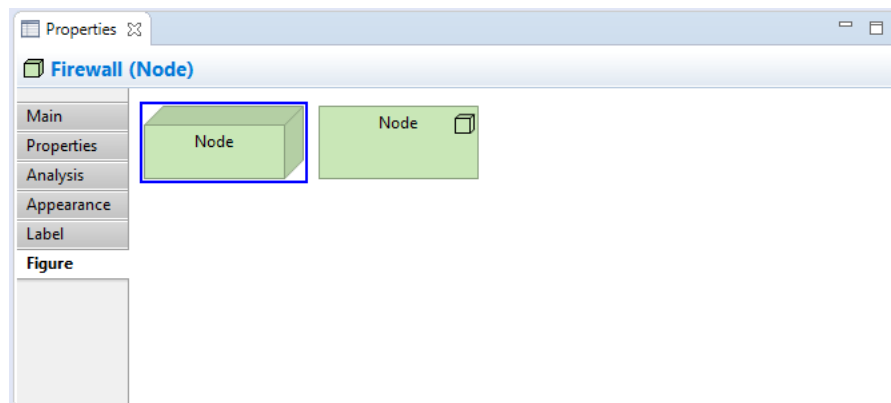 Properties
Firewall (Node)
Main
Properties
Analysis
Appearance
Label
Figure
Node
Node